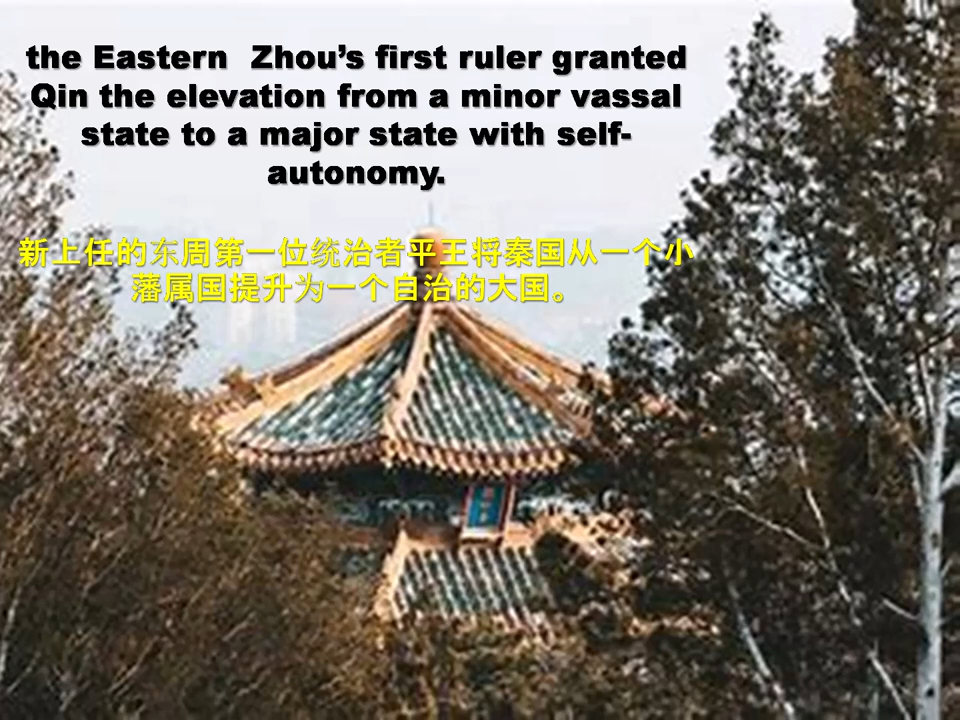 the Eastern  Zhou’s first ruler granted
Qin the elevation from a minor vassal
state to a major state with self-
autonomy.
新上任的东周第一位统治者平王将秦国从一个小
藩属国提升为一个自治的大国。